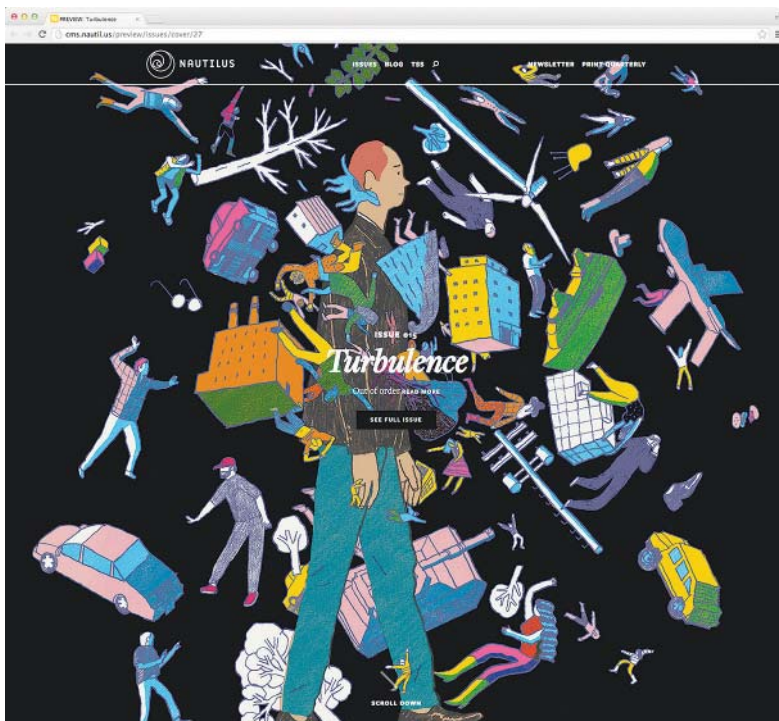 PREVIEW: Turbulence
cms.nautil.us/preview/issues/cover/27
NAUTILUS
ISSUES BLOG TSS
NEWSLETTER PRINT QUARTERLY
ISSUE 015
Turbulence
Out of order READ MORE
SEE FULL ISSUE
SCROLL DOWN